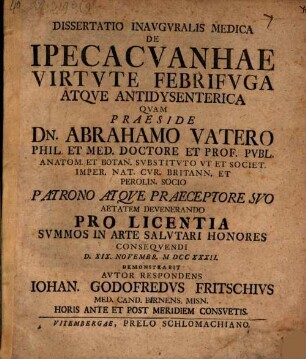 DISSERTATIO INAVGVRALIS MEDICA
DE
IPECACVANHAE
VIRTVTE FEBRIFVGA
ATQVE ANTIDYSENTERICA
QVAM
PRAESIDE
DN. ABRAHAMO VATERO
PHIL. ET MED. DOCTORE ET PROF. PVBL.
ANATOM. ET BOTAN. SVBSTITVTO VT ET SOCIET.
IMPER. NAT. CVR. BRITANN. ET
PEROLIN. SOCIO
PATRONO ATQVE PRAECEPTORE SVO
AETATEM DEVENERANDO
PRO LICENTIA
SVMMOS IN ARTE SALVTARI HONORES
CONSEQVENDI
D. XIX. NOVEMBR. M DCC XXXII.
DEMONSTRABIT
AVTOR RESPONDENS
IOHAN. GODOFREDVS FRITSCHIVS
MED. CAND. BIRNENS. MISN.
HORIS ANTE ET POST MERIDIEM CONSVETIS.
VITEMBERGAE, PRELO SCHLOMACHIANO.